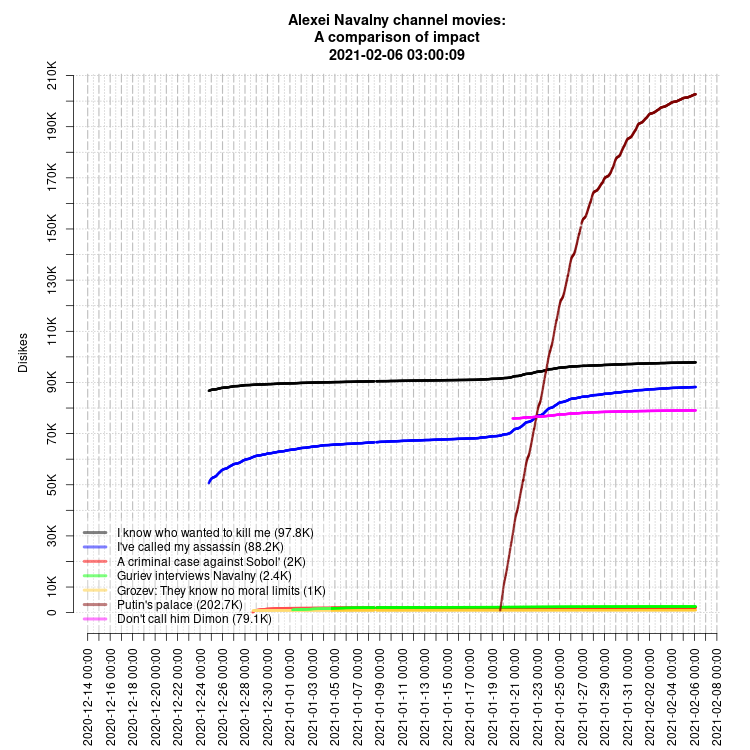 Alexei Navalny channel movies:
A comparison of impact
2021-02-06 03:00:09
Disikes
210K
190K
170K
150K
130K
110K
90K
70K
50K
30K
10K
0
I know who wanted to kill me (97.8K)
I've called my assassin (88.2K)
A criminal case against Sobol' (2K)
Guriev interviews Navalny (2.4K)
Grozev: They know no moral limits (1K)
Putin's palace (202.7K)
Don't call him Dimon (79.1K)
2020-12-14 00:00
2020-12-16 00:00
2020-12-18 00:00
2020-12-20 00:00
2020-12-22 00:00
2020-12-24 00:00
2020-12-26 00:00
2020-12-28 00:00
2020-12-30 00:00
2021-01-01 00:00
2021-01-03 00:00
2021-01-05 00:00
2021-01-07 00:00
2021-01-09 00:00
2021-01-11 00:00
2021-01-13 00:00
2021-01-15 00:00
2021-01-17 00:00
2021-01-19 00:00
2021-01-21 00:00
2021-01-23 00:00
2021-01-25 00:00
2021-01-27 00:00
2021-01-29 00:00
2021-01-31 00:00
2021-02-02 00:00
2021-02-04 00:00
2021-02-06 00:00
2021-02-08 00:00